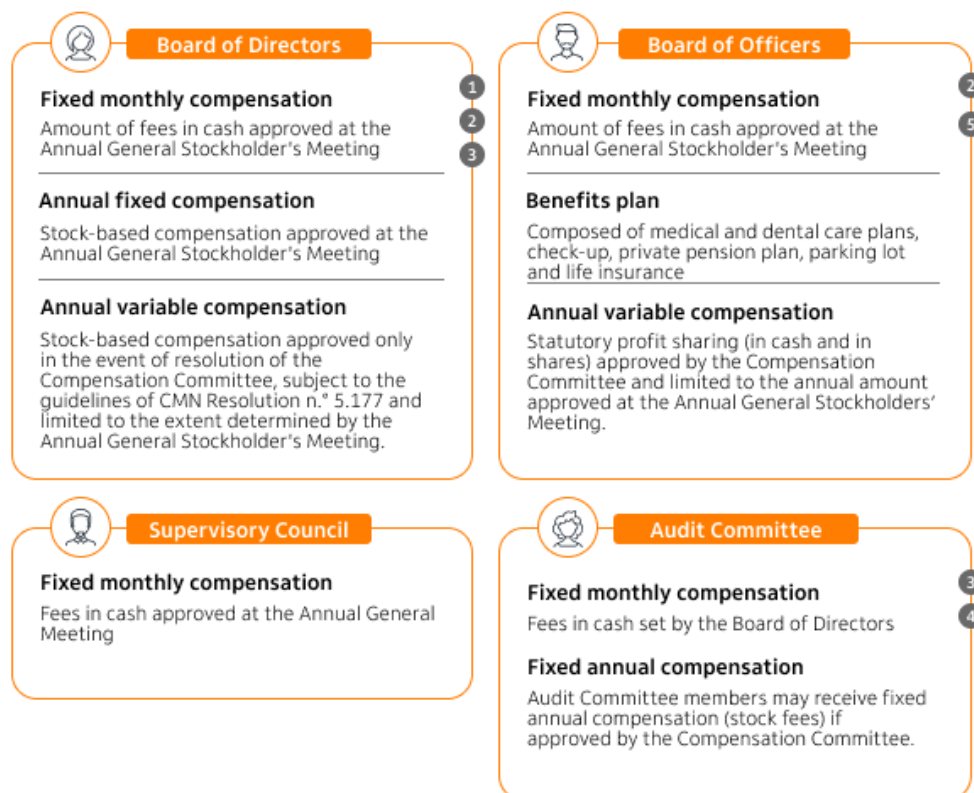 Board of Directors
Fixed monthly compensation
Amount of fees in cash approved at the
Annual General Stockholder's Meeting
Annual fixed compensation
Stock-based compensation approved at the
Annual General Stockholder's Meeting
Annual variable compensation
Stock-based compensation approved only
in the event of resolution of the
Compensation Committee, subject to the
guidelines of CMN Resolution n.° 5.177 and
limited to the extent determined by the
Annual General Stockholder's Meeting.
1
2
3
Board of Officers
Fixed monthly compensation
Amount of fees in cash approved at the
Annual General Stockholder's Meeting
Benefits plan
Composed of medical and dental care plans,
check-up, private pension plan, parking lot
and life insurance
Annual variable compensation
Statutory profit sharing (in cash and in
shares) approved by the Compensation
Committee and limited to the annual amount
approved at the Annual General Stockholders'
Meeting.
2
5
Supervisory Council
Fixed monthly compensation
Fees in cash approved at the Annual General
Meeting
Audit Committee
Fixed monthly compensation
Fees in cash set by the Board of Directors
Fixed annual compensation
Audit Committee members may receive fixed
annual compensation (stock fees) if
approved by the Compensation Committee.
3
4